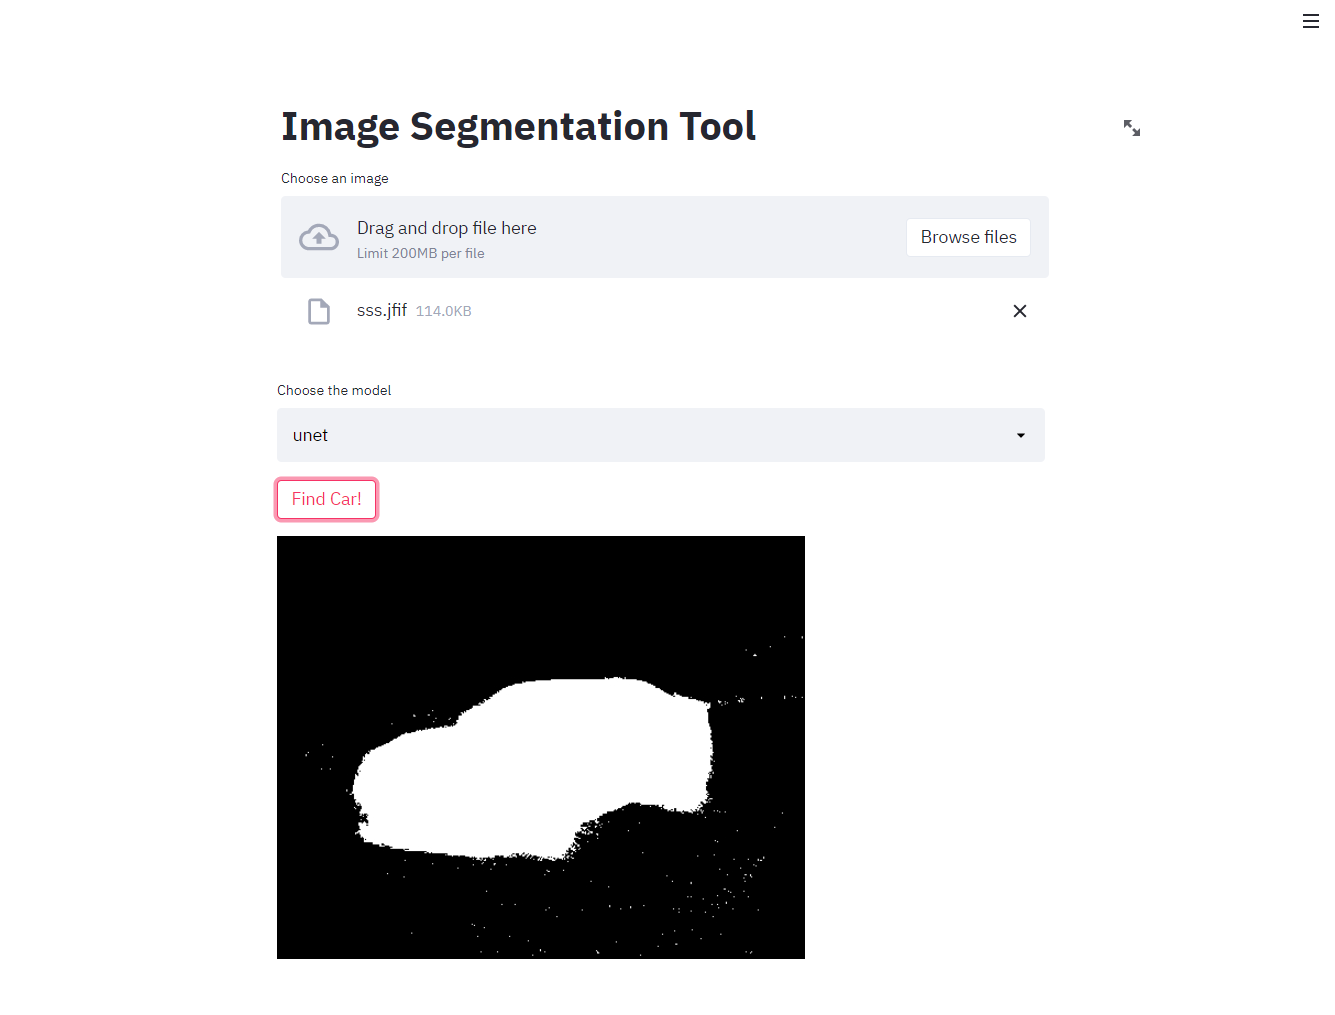 Image Segmentation Tool
Choose an image
Drag and drop file here
Limit 200MB per file
Browse files
sss.jfif 114.0KB
Choose the model
unet
Find Car!